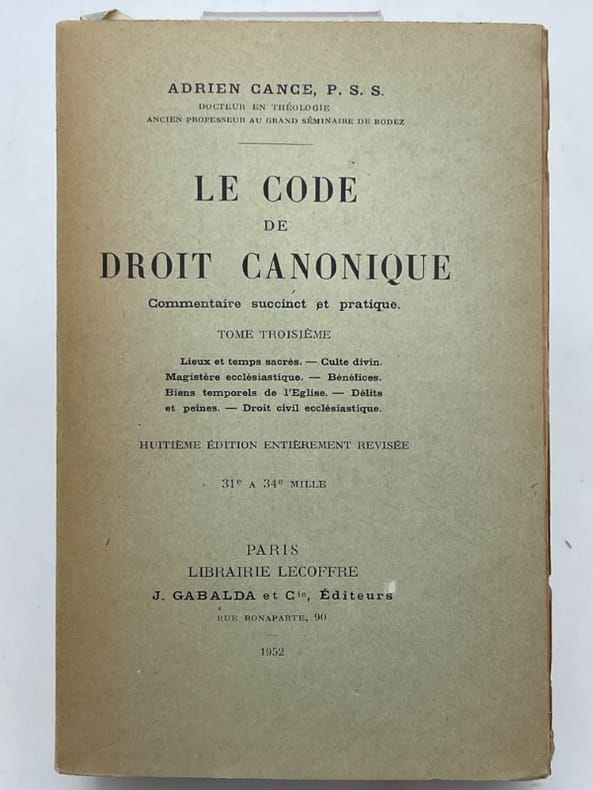 ADRIEN CANCE, P. S. S.
DOCTEUR EN THÉOLOGIE
ANCIEN PROFESSEUR AU GRAND SÉMINAIRE DE RODEZ
LE CODE
DE
DROIT CANONIQUE
Commentaire succinct et pratique.
TOME TROISIÈME
Lieux et temps sacrés. — Culte divin.
Magistère ecclésiastique. — Bénéfices.
Biens temporels de l'Eglise. — Délits
et peines. — Droit civil ecclésiastique.
HUITIÈME ÉDITION ENTIÈREMENT REVISÉE
31e A 34e MILLE
PARIS
LIBRAIRIE LECOFFRE
J. GABALDA et Cie, Éditeurs
RUE BONAPARTE, 90
1952